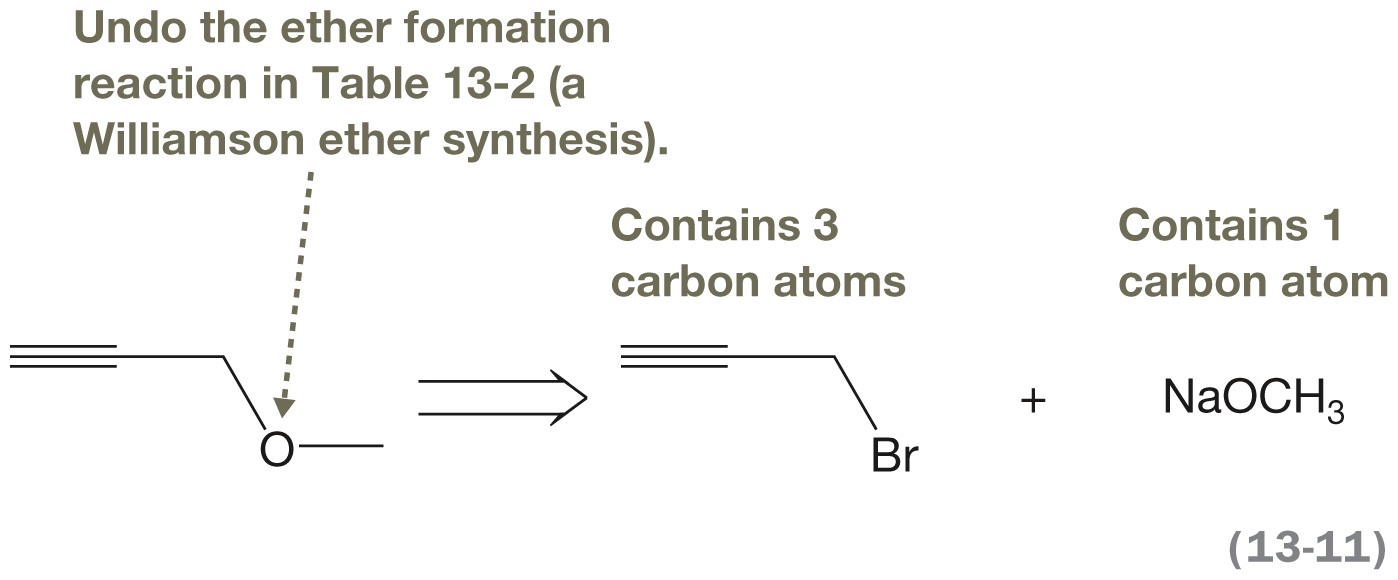 Undo the ether formation
reaction in Table 13-2 (a
Williamson ether synthesis).
Contains 3
carbon atoms
Contains 1
carbon atom
O
Br
+
NaOCH₃
(13-11)